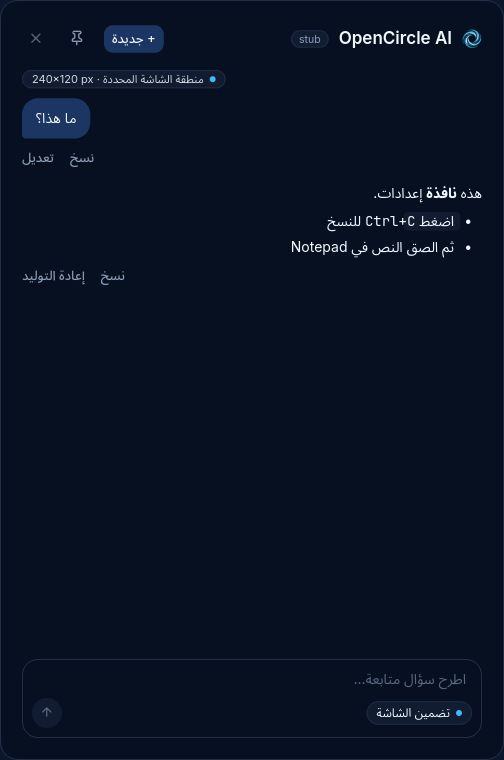 OpenCircle AI stub + جديدة
منطقة الشاشة المحددة · 240×120 px
ما هذا؟
نسخ تعديل
هذه نافذة إعدادات.
• اضغط Ctrl+C للنسخ
• ثم الصق النص في Notepad
نسخ إعادة التوليد
اطرح سؤال متابعة...
تضمين الشاشة